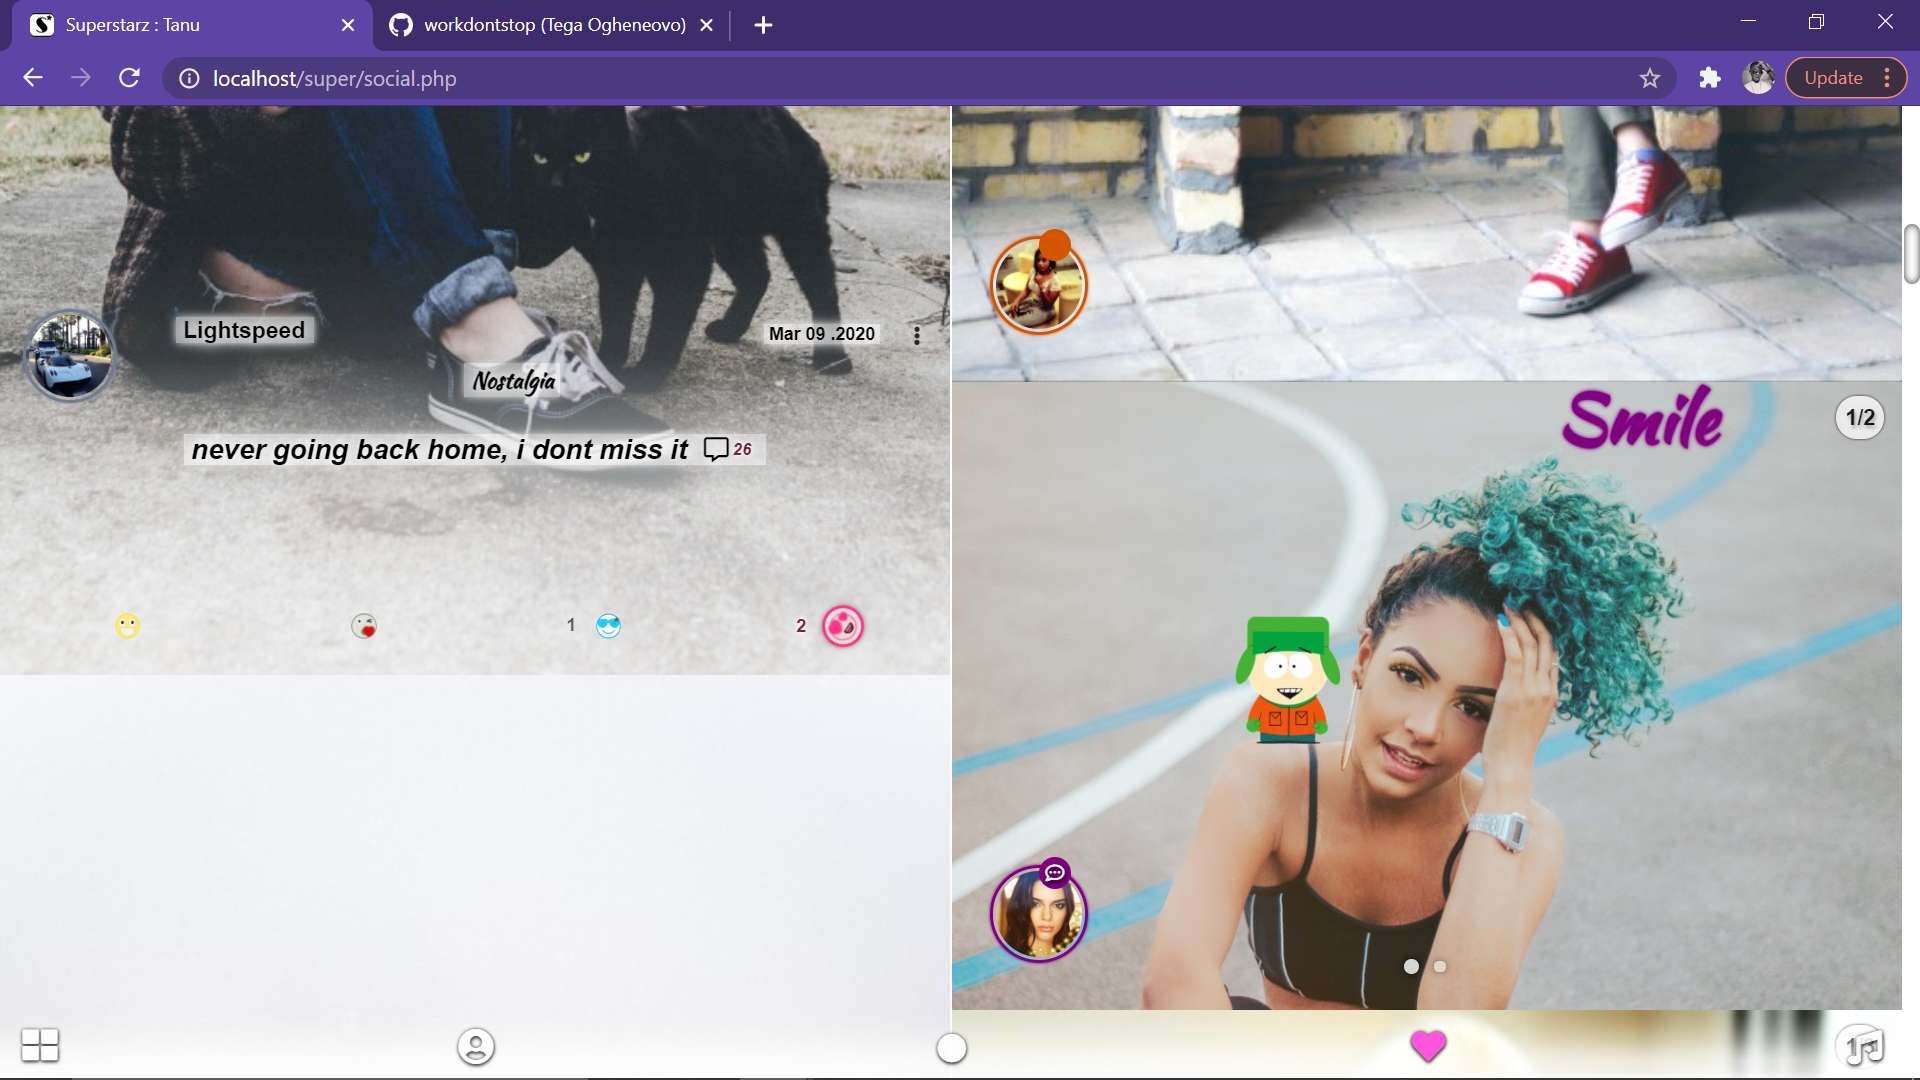 Superstarz : Tanu
workdontstop (Tega Ogheneovo)
localhost/super/social.php
Update
Lightspeed
Mar 09 .2020
Nostalgia
never going back home, i dont miss it 26
1
2
Smile
1/2